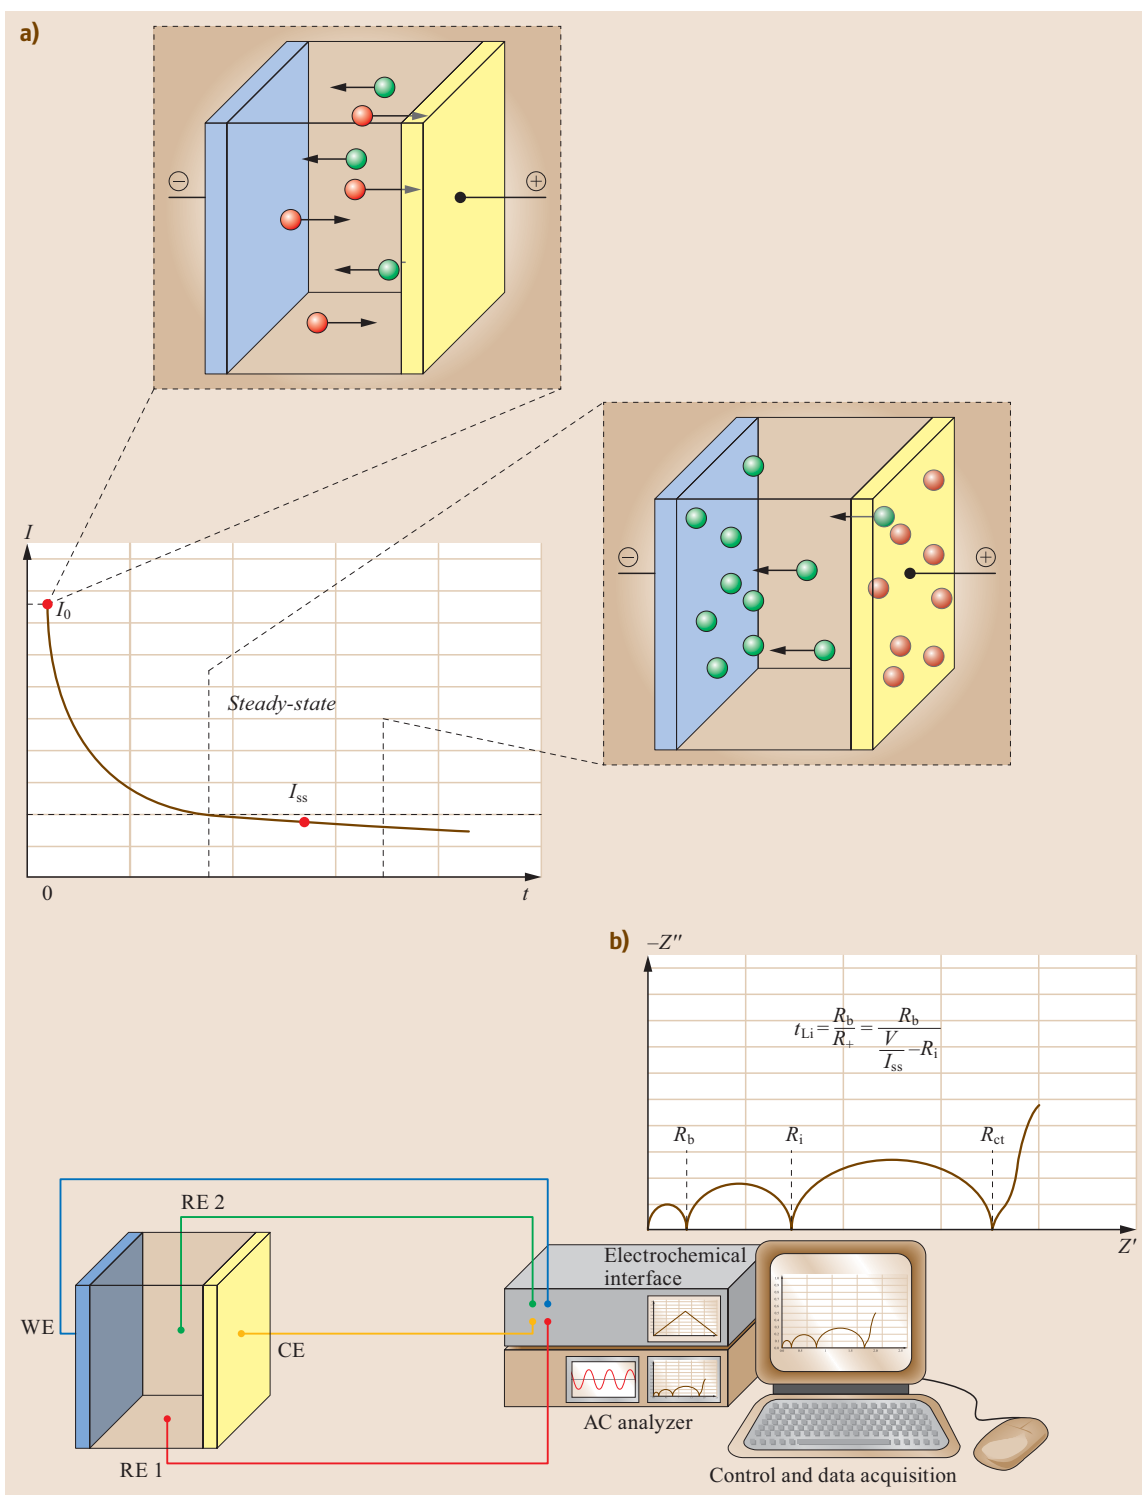 a)
−
+
I
I0
Steady-state
Iss
0
t
−
+
b)
–Z″
tLi = Rb/R+ = Rb/(V/Iss – Ri)
Rb
Ri
Rct
Z′
RE 2
WE
CE
RE 1
Electrochemical
interface
AC analyzer
Control and data acquisition